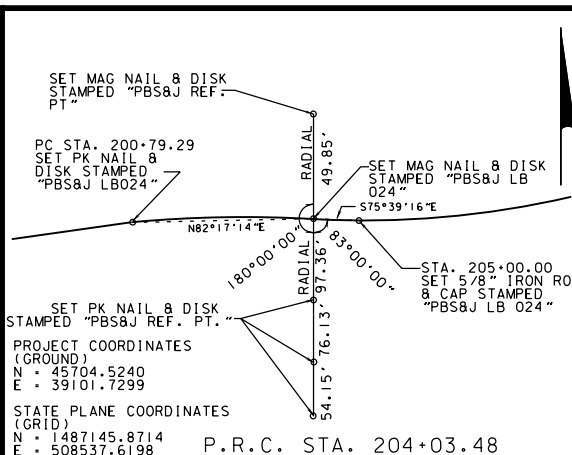 SET MAG NAIL & DISK
STAMPED "PBS&J REF.
PT"
PC STA. 200+79.29
SET PK NAIL &
DISK STAMPED
"PBS&J LB024"
RADIAL
49.85'
SET MAG NAIL & DISK
STAMPED "PBS&J LB
024"
S75°39'16"E
N82°17'14"E
180°00'00"
83°00'00"
RADIAL
97.36'
STA. 205+00.00
SET 5/8" IRON RO
& CAP STAMPED
"PBS&J LB 024"
SET PK NAIL & DISK
STAMPED "PBS&J REF. PT."
76.13'
54.15'
PROJECT COORDINATES
(GROUND)
N = 45704.5240
E = 39101.7299
STATE PLANE COORDINATES
(GRID)
N = 1487145.8714
E = 508537.6198
P.R.C. STA. 204+03.48